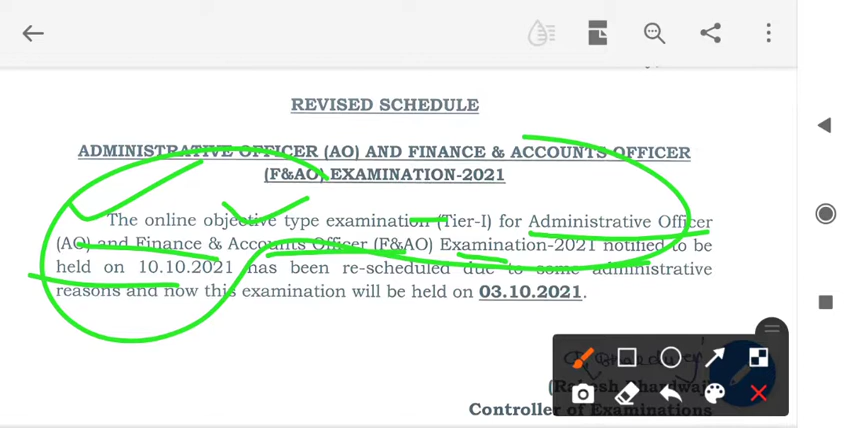 REVISED SCHEDULE
ADMINISTRATIVE OFFICER (AO) AND FINANCE & ACCOUNTS OFFICER
(F&AO) EXAMINATION-2021
The online objective type examination (Tier-I) for Administrative Officer
(AO) and Finance & Accounts Officer (F&AO) Examination-2021 notified to be
held on 10.10.2021 has been re-scheduled due to some administrative
reasons and now this examination will be held on 03.10.2021.
Controller of Examinations